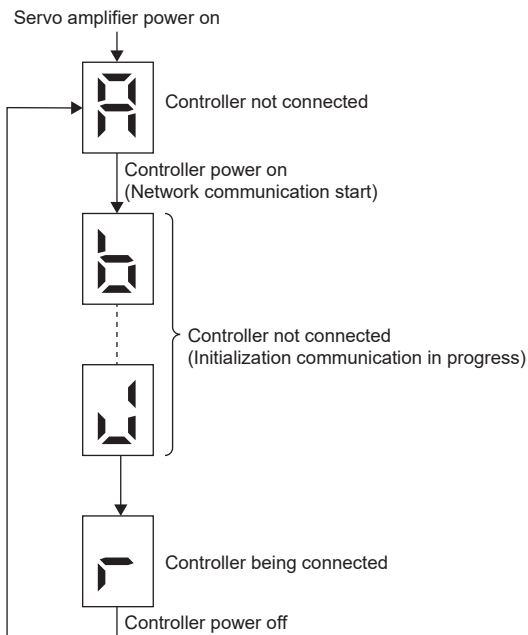 Servo amplifier power on
A
Controller not connected
Controller power on
(Network communication start)
b
Controller not connected
(Initialization communication in progress)
J
r
Controller being connected
Controller power off